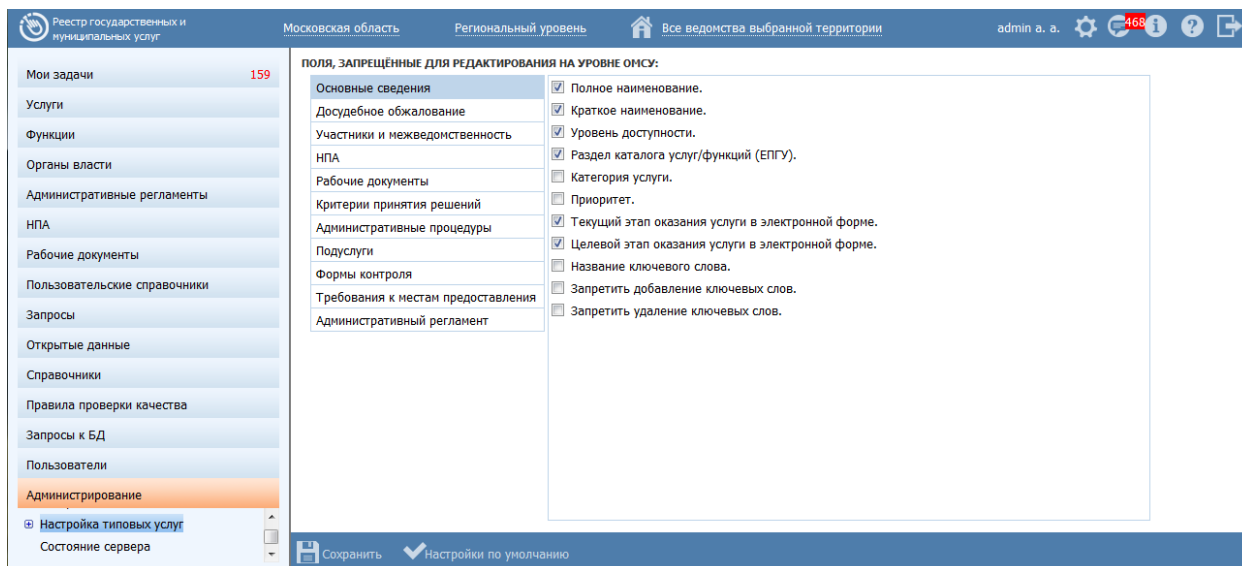 Реестр государственных и
муниципальных услуг
Московская область
Региональный уровень
Все ведомства выбранной территории
admin a. a.
468
Мои задачи 159
Услуги
Функции
Органы власти
Административные регламенты
НПА
Рабочие документы
Пользовательские справочники
Запросы
Открытые данные
Справочники
Правила проверки качества
Запросы к БД
Пользователи
Администрирование
Настройка типовых услуг
Состояние сервера
ПОЛЯ, ЗАПРЕЩЁННЫЕ ДЛЯ РЕДАКТИРОВАНИЯ НА УРОВНЕ ОМСУ:
Основные сведения
Досудебное обжалование
Участники и межведомственность
НПА
Рабочие документы
Критерии принятия решений
Административные процедуры
Подуслуги
Формы контроля
Требования к местам предоставления
Административный регламент
Полное наименование.
Краткое наименование.
Уровень доступности.
Раздел каталога услуг/функций (ЕПГУ).
Категория услуги.
Приоритет.
Текущий этап оказания услуги в электронной форме.
Целевой этап оказания услуги в электронной форме.
Название ключевого слова.
Запретить добавление ключевых слов.
Запретить удаление ключевых слов.
Сохранить
Настройки по умолчанию